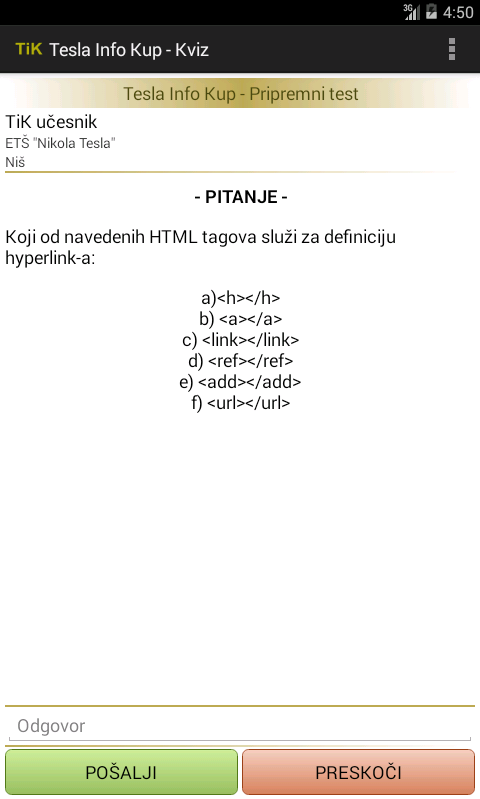 3G 4:50
TiK Tesla Info Kup - Kviz
Tesla Info Kup - Pripremni test
TiK učesnik
ETŠ "Nikola Tesla"
Niš
- PITANJE -
Koji od navedenih HTML tagova služi za definiciju
hyperlink-a:
a)<h></h>
b) <a></a>
c) <link></link>
d) <ref></ref>
e) <add></add>
f) <url></url>
Odgovor
POŠALJI PRESKOČI